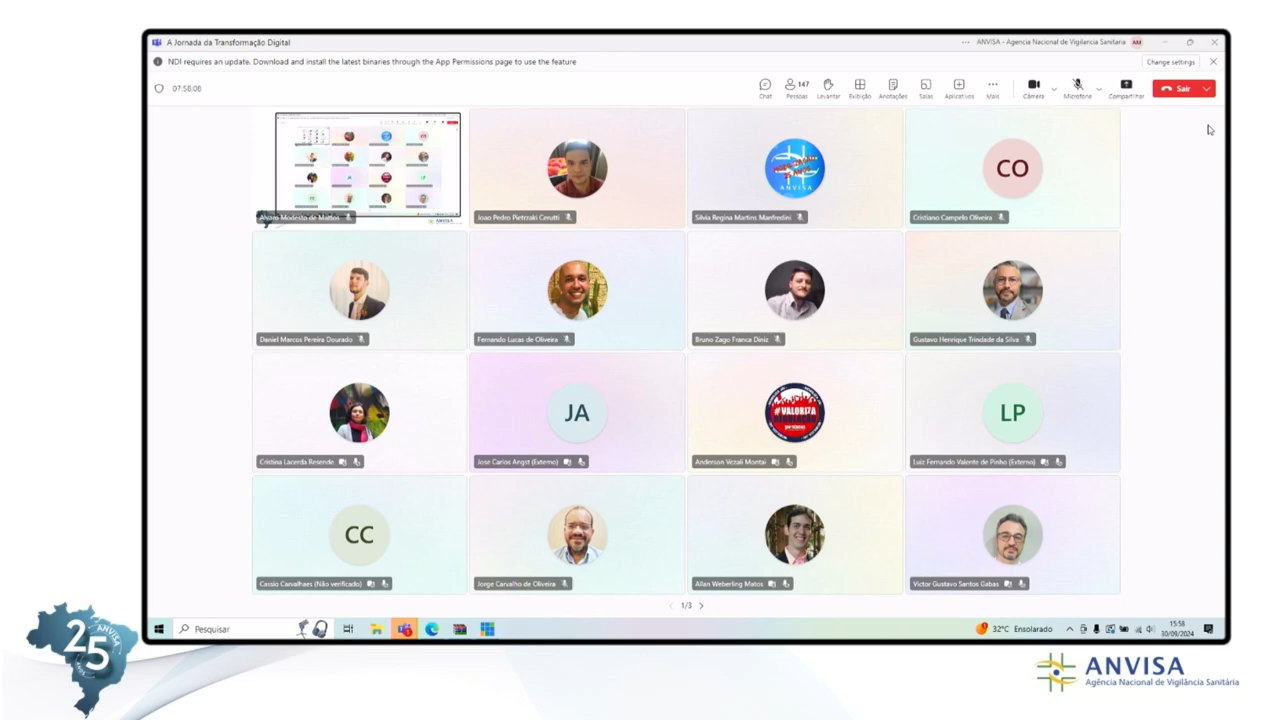 A Jornada da Transformação Digital
ANVISA - Agencia Nacional de Vigilancia Sanitaria AM
NDI requires an update. Download and install the latest binaries through the App Permissions page to use the feature
Change settings
07:58:08
147
Chat Pessoas Levantar Exibição Anotações Salas Aplicativos Mais Câmera Microfone Compartilhar Sair
ANVISA
CO
Alvaro Modesto de Mattos
Joao Pedro Pietrzaki Cerutti
Silvia Regina Martins Manfredini
Cristiano Campelo Oliveira
Daniel Marcos Pereira Dourado
Fernando Lucas de Oliveira
Bruno Zago Franca Diniz
Gustavo Henrique Trindade da Silva
JA
#VALORIZA
LP
Cristina Lacerda Resende
Jose Carlos Angst (Externo)
Anderson Vezali Montai
Luiz Fernando Valente de Pinho (Externo)
CC
Cassio Carvalhaes (Não verificado)
Jorge Carvalho de Oliveira
Allan Weberling Matos
Victor Gustavo Santos Gabas
1/3
Pesquisar
32°C Ensolarado
15:58
30/09/2024
25
ANVISA
ANVISA
Agência Nacional de Vigilância Sanitária